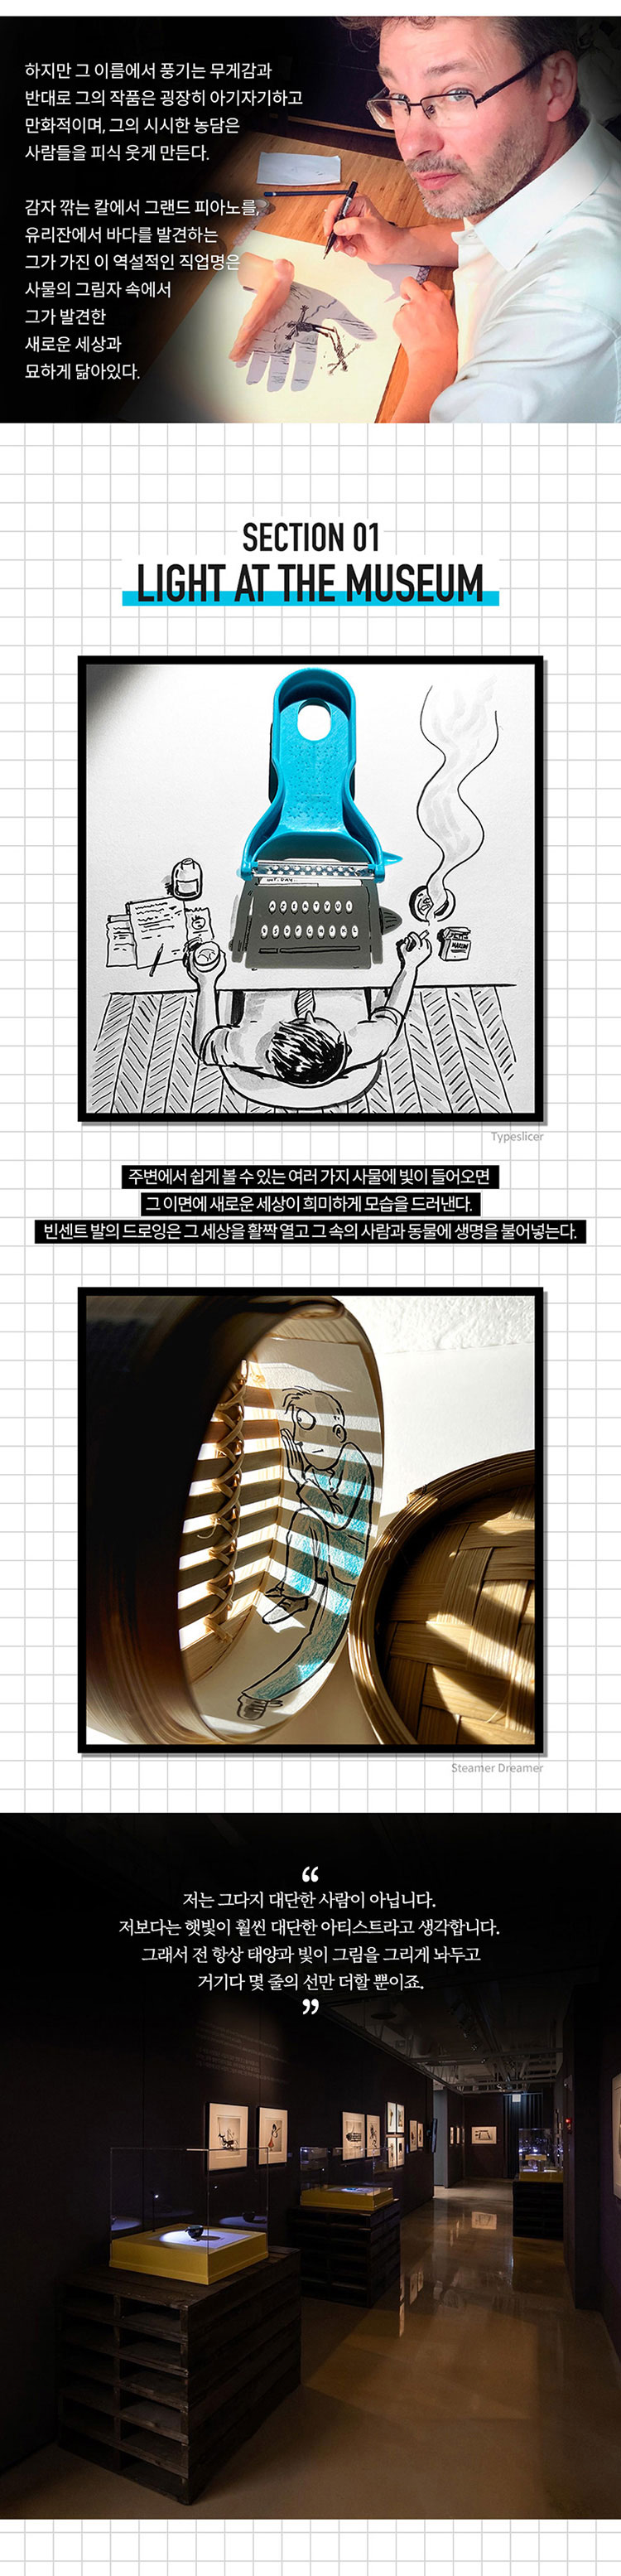 하지만 그 이름에서 풍기는 무게감과
반대로 그의 작품은 굉장히 아기자기하고
만화적이며, 그의 시시한 농담은
사람들을 피식 웃게 만든다.
감자 깎는 칼에서 그랜드 피아노를,
유리잔에서 바다를 발견하는
그가 가진 이 역설적인 직업명은
사물의 그림자 속에서
그가 발견한
새로운 세상과
묘하게 닮아있다.
SECTION 01
LIGHT AT THE MUSEUM
Typeslicer
주변에서 쉽게 볼 수 있는 여러 가지 사물에 빛이 들어오면
그 이면에 새로운 세상이 희미하게 모습을 드러낸다.
빈센트 발의 드로잉은 그 세상을 활짝 열고 그 속의 사람과 동물에 생명을 불어넣는다.
Steamer Dreamer
“
저는 그다지 대단한 사람이 아닙니다.
저보다는 햇빛이 훨씬 대단한 아티스트라고 생각합니다.
그래서 전 항상 태양과 빛이 그림을 그리게 놔두고
거기다 몇 줄의 선만 더할 뿐이죠.
”